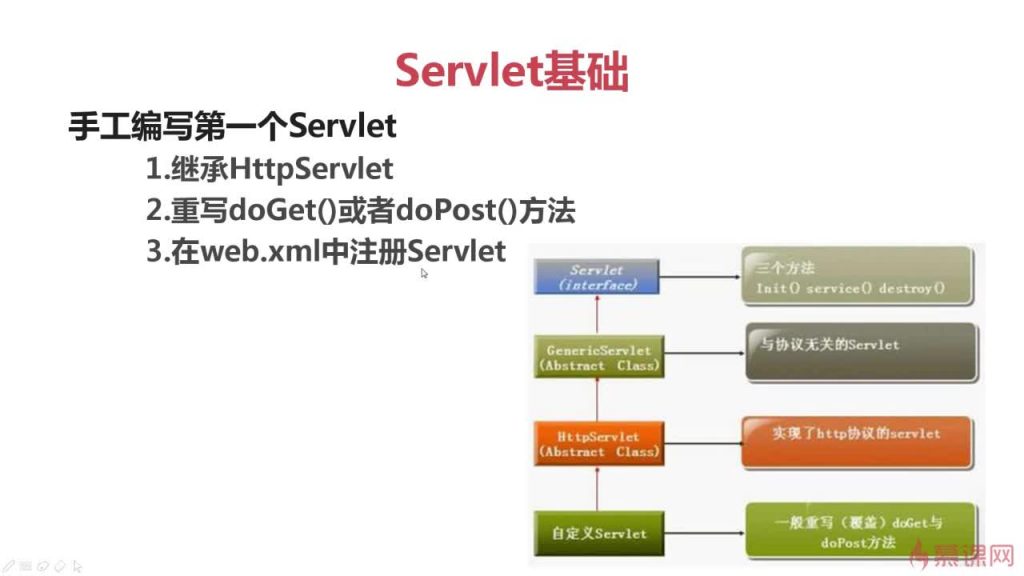 Servlet基础
手工编写第一个Servlet
1.继承HttpServlet
2.重写doGet()或者doPost()方法
3.在web.xml中注册Servlet
Servlet
(interface)
三个方法
Init() service() destroy()
GenericServlet
(Abstract Class)
与协议无关的Servlet
HttpServlet
(Abstract Class)
实现了http协议的servlet
自定义Servlet
一般重写（覆盖）doGet与
doPost方法
慕课网